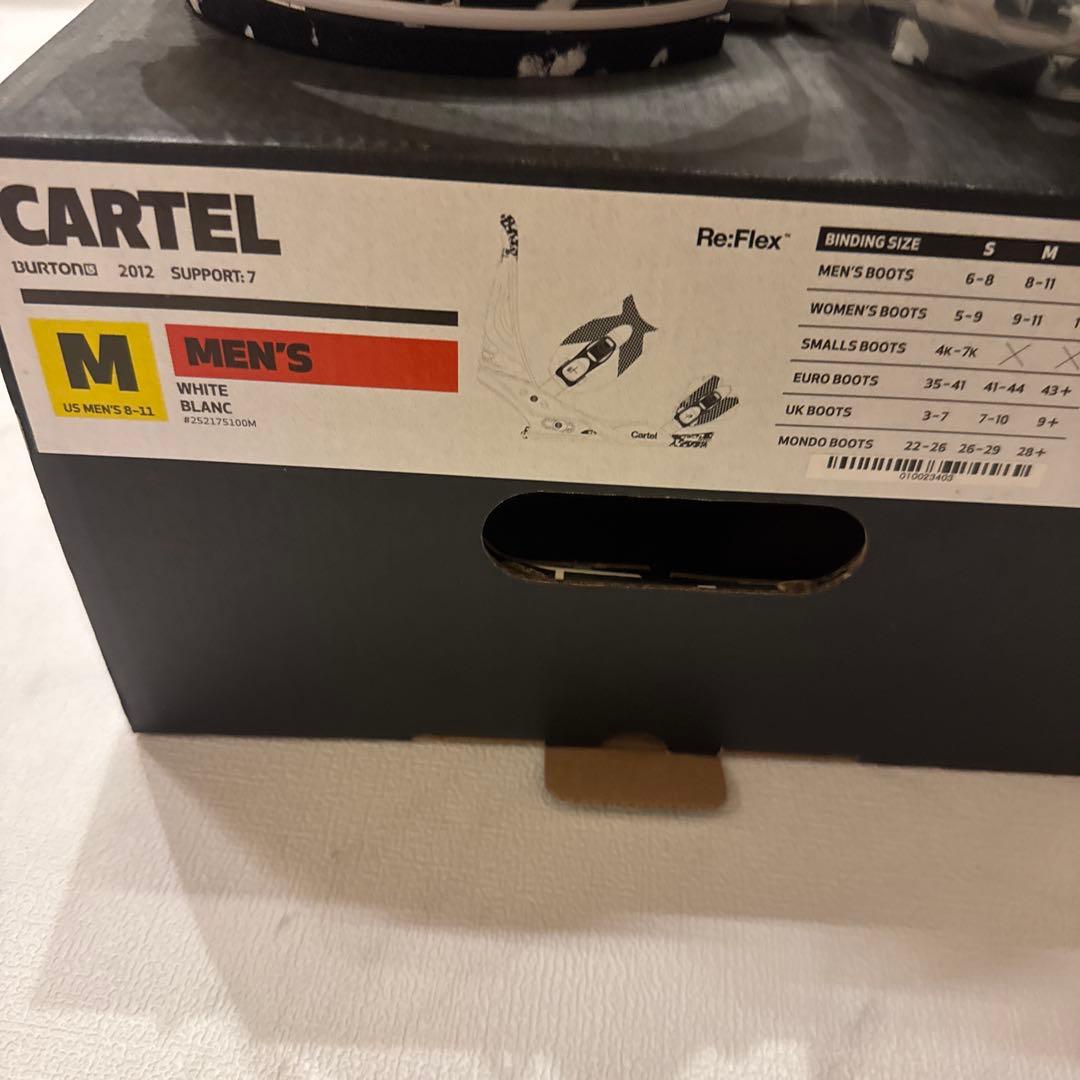 CARTEL
BURTON 2012 SUPPORT: 7
M
US MEN'S 8-11
MEN'S
WHITE
BLANC
#252175100M
Cartel
Re:Flex™
BINDING SIZE S M
MEN'S BOOTS 6-8 8-11
WOMEN'S BOOTS 5-9 9-11 1
SMALLS BOOTS 4K-7K
EURO BOOTS 35-41 41-44 43+
UK BOOTS 3-7 7-10 9+
MONDO BOOTS 22-26 26-29 28+
010023403